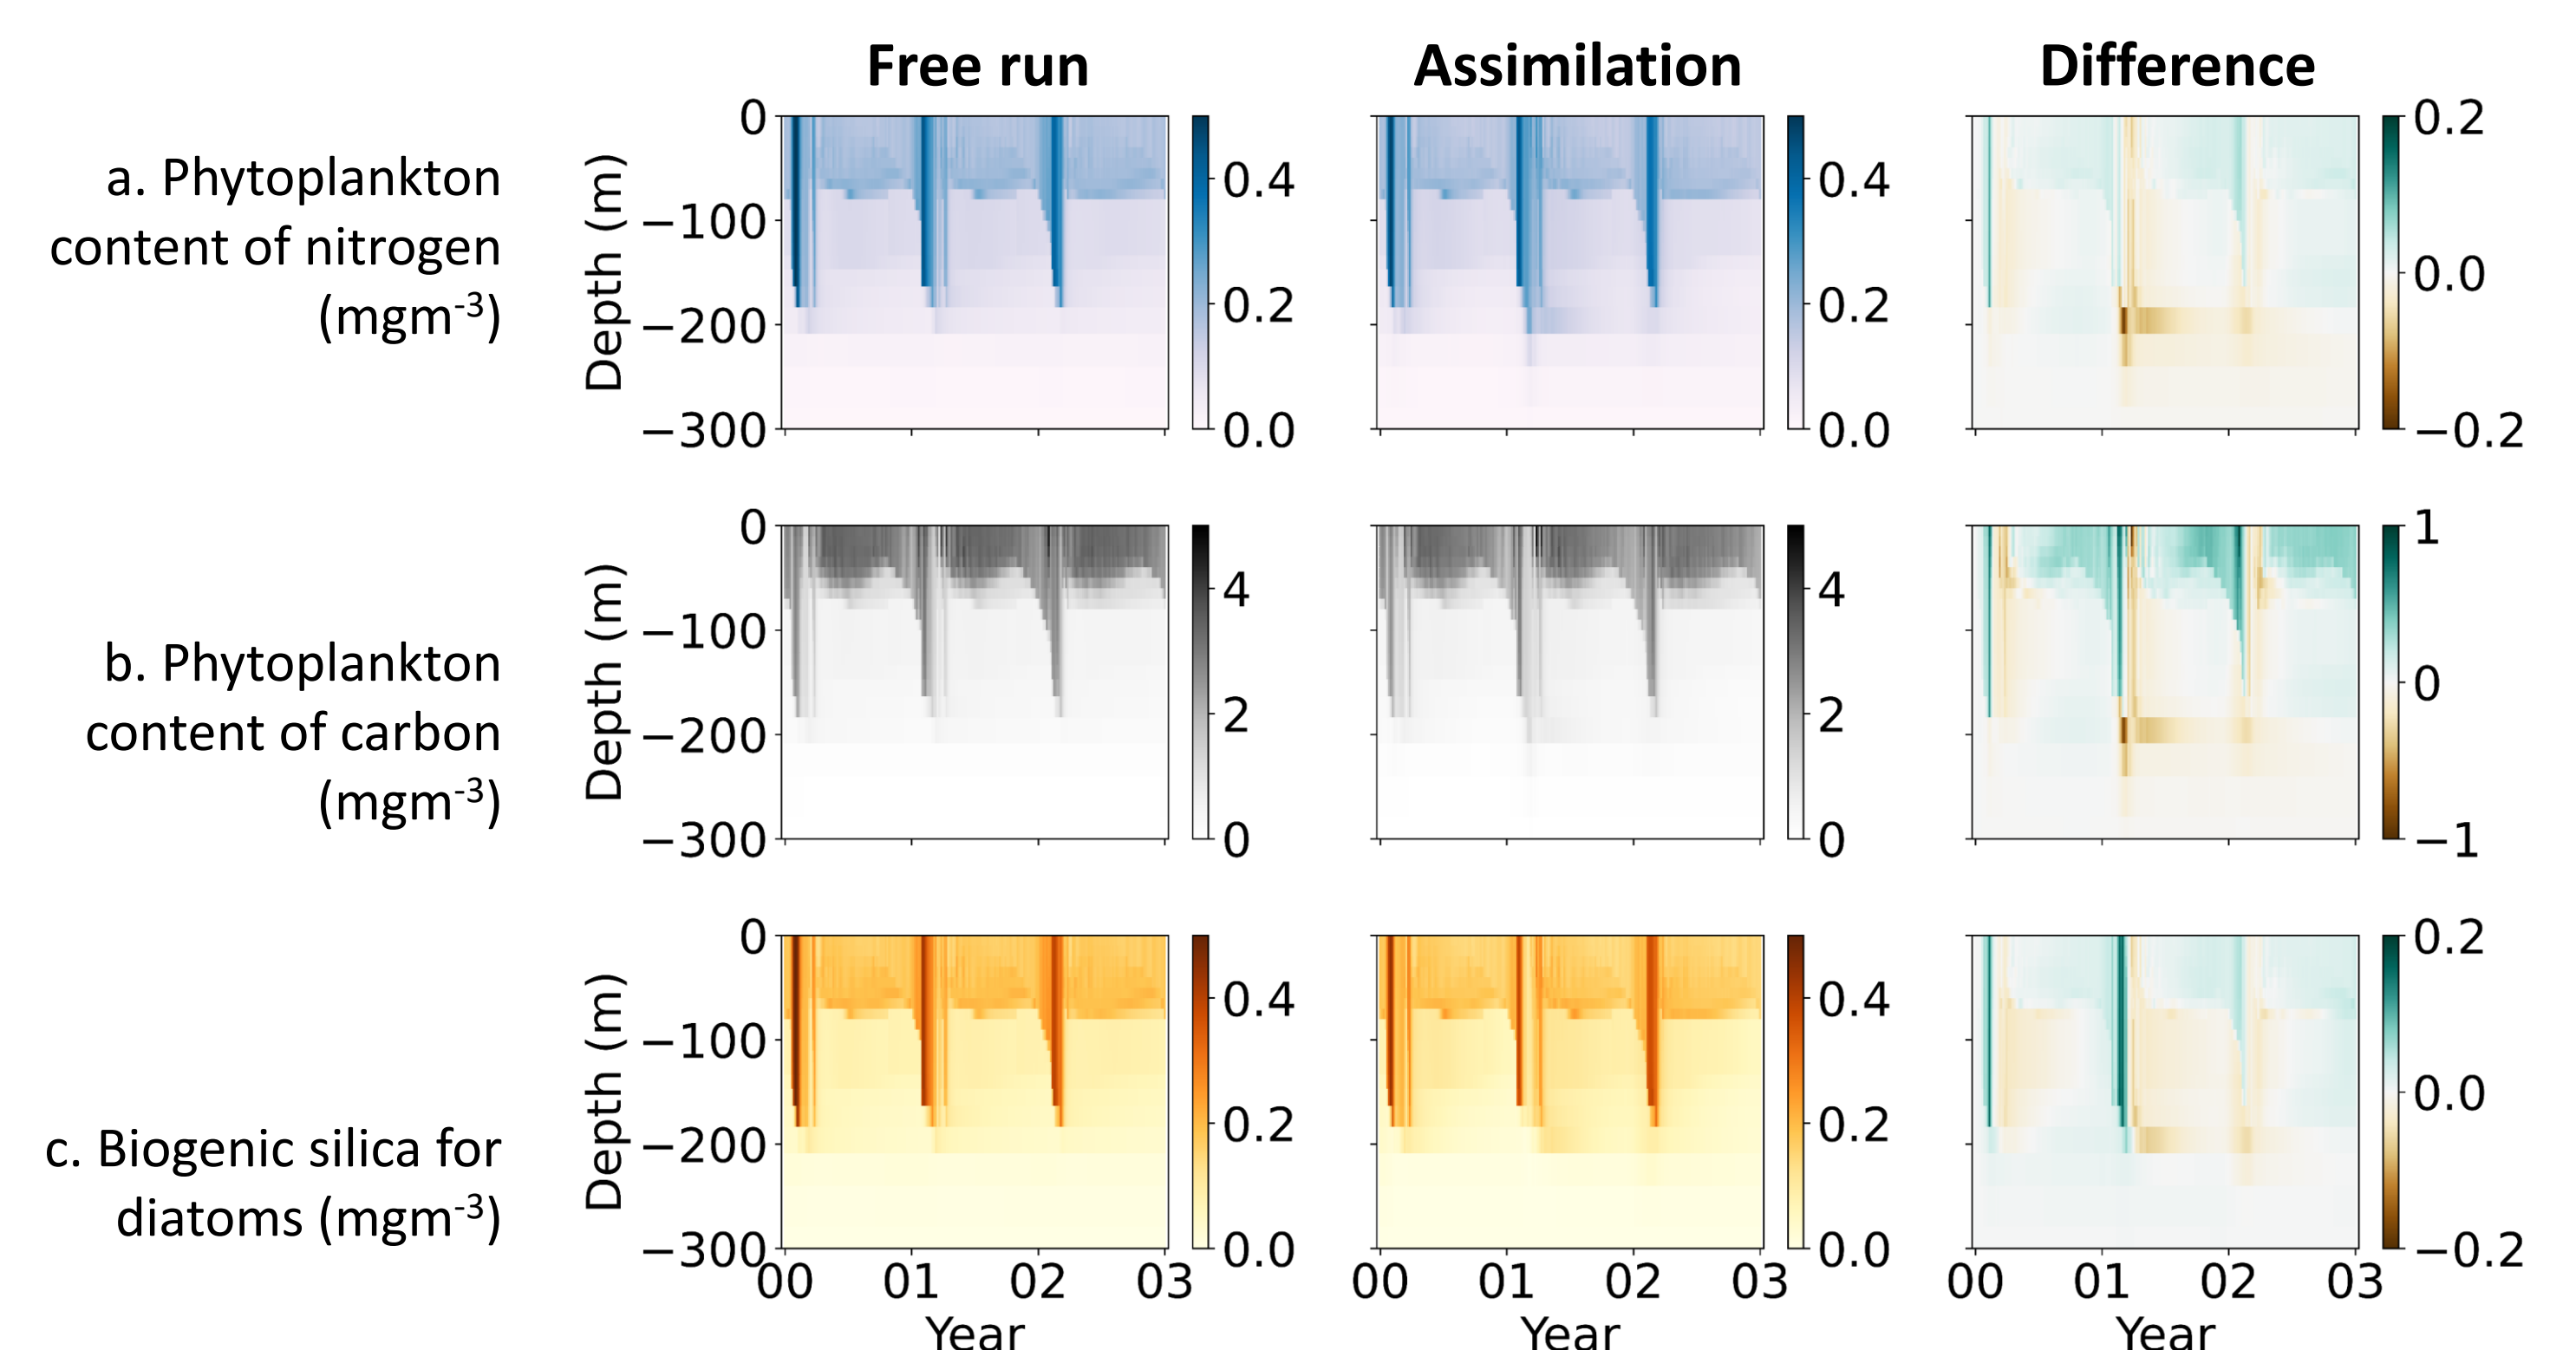 Free run
Assimilation
Difference
a. Phytoplankton
content of nitrogen
(mgm-3)
Depth (m)
0
−100
−200
−300
0.4
0.2
0.0
0.4
0.2
0.0
0.2
0.0
−0.2
b. Phytoplankton
content of carbon
(mgm-3)
Depth (m)
0
−100
−200
−300
4
2
0
4
2
0
1
0
−1
c. Biogenic silica for
diatoms (mgm-3)
Depth (m)
0
−100
−200
−300
0.4
0.2
0.0
0.4
0.2
0.0
0.2
0.0
−0.2
00 01 02 03
00 01 02 03
00 01 02 03
Year
Year
Year